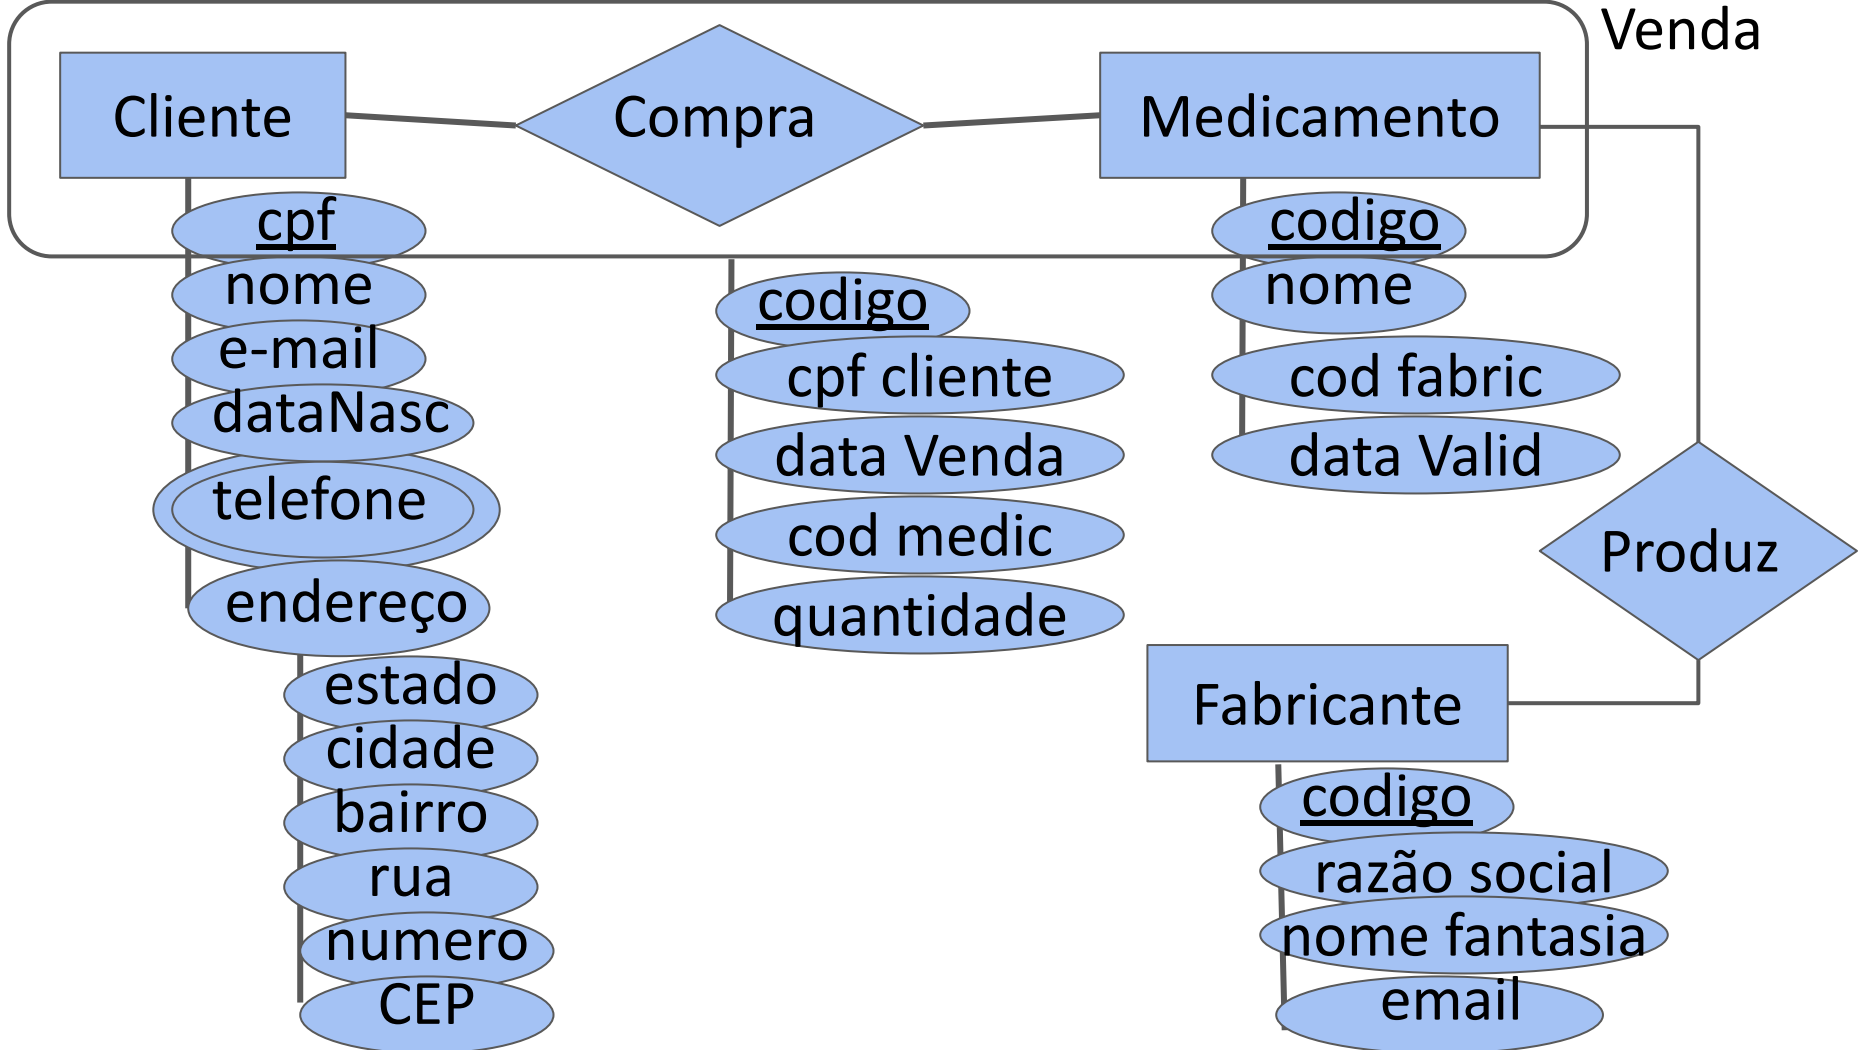 Venda
Cliente
Compra
Medicamento
cpf
nome
e-mail
dataNasc
telefone
endereço
estado
cidade
bairro
rua
numero
CEP
codigo
cpf cliente
data Venda
cod medic
quantidade
codigo
nome
cod fabric
data Valid
Produz
Fabricante
codigo
razão social
nome fantasia
email